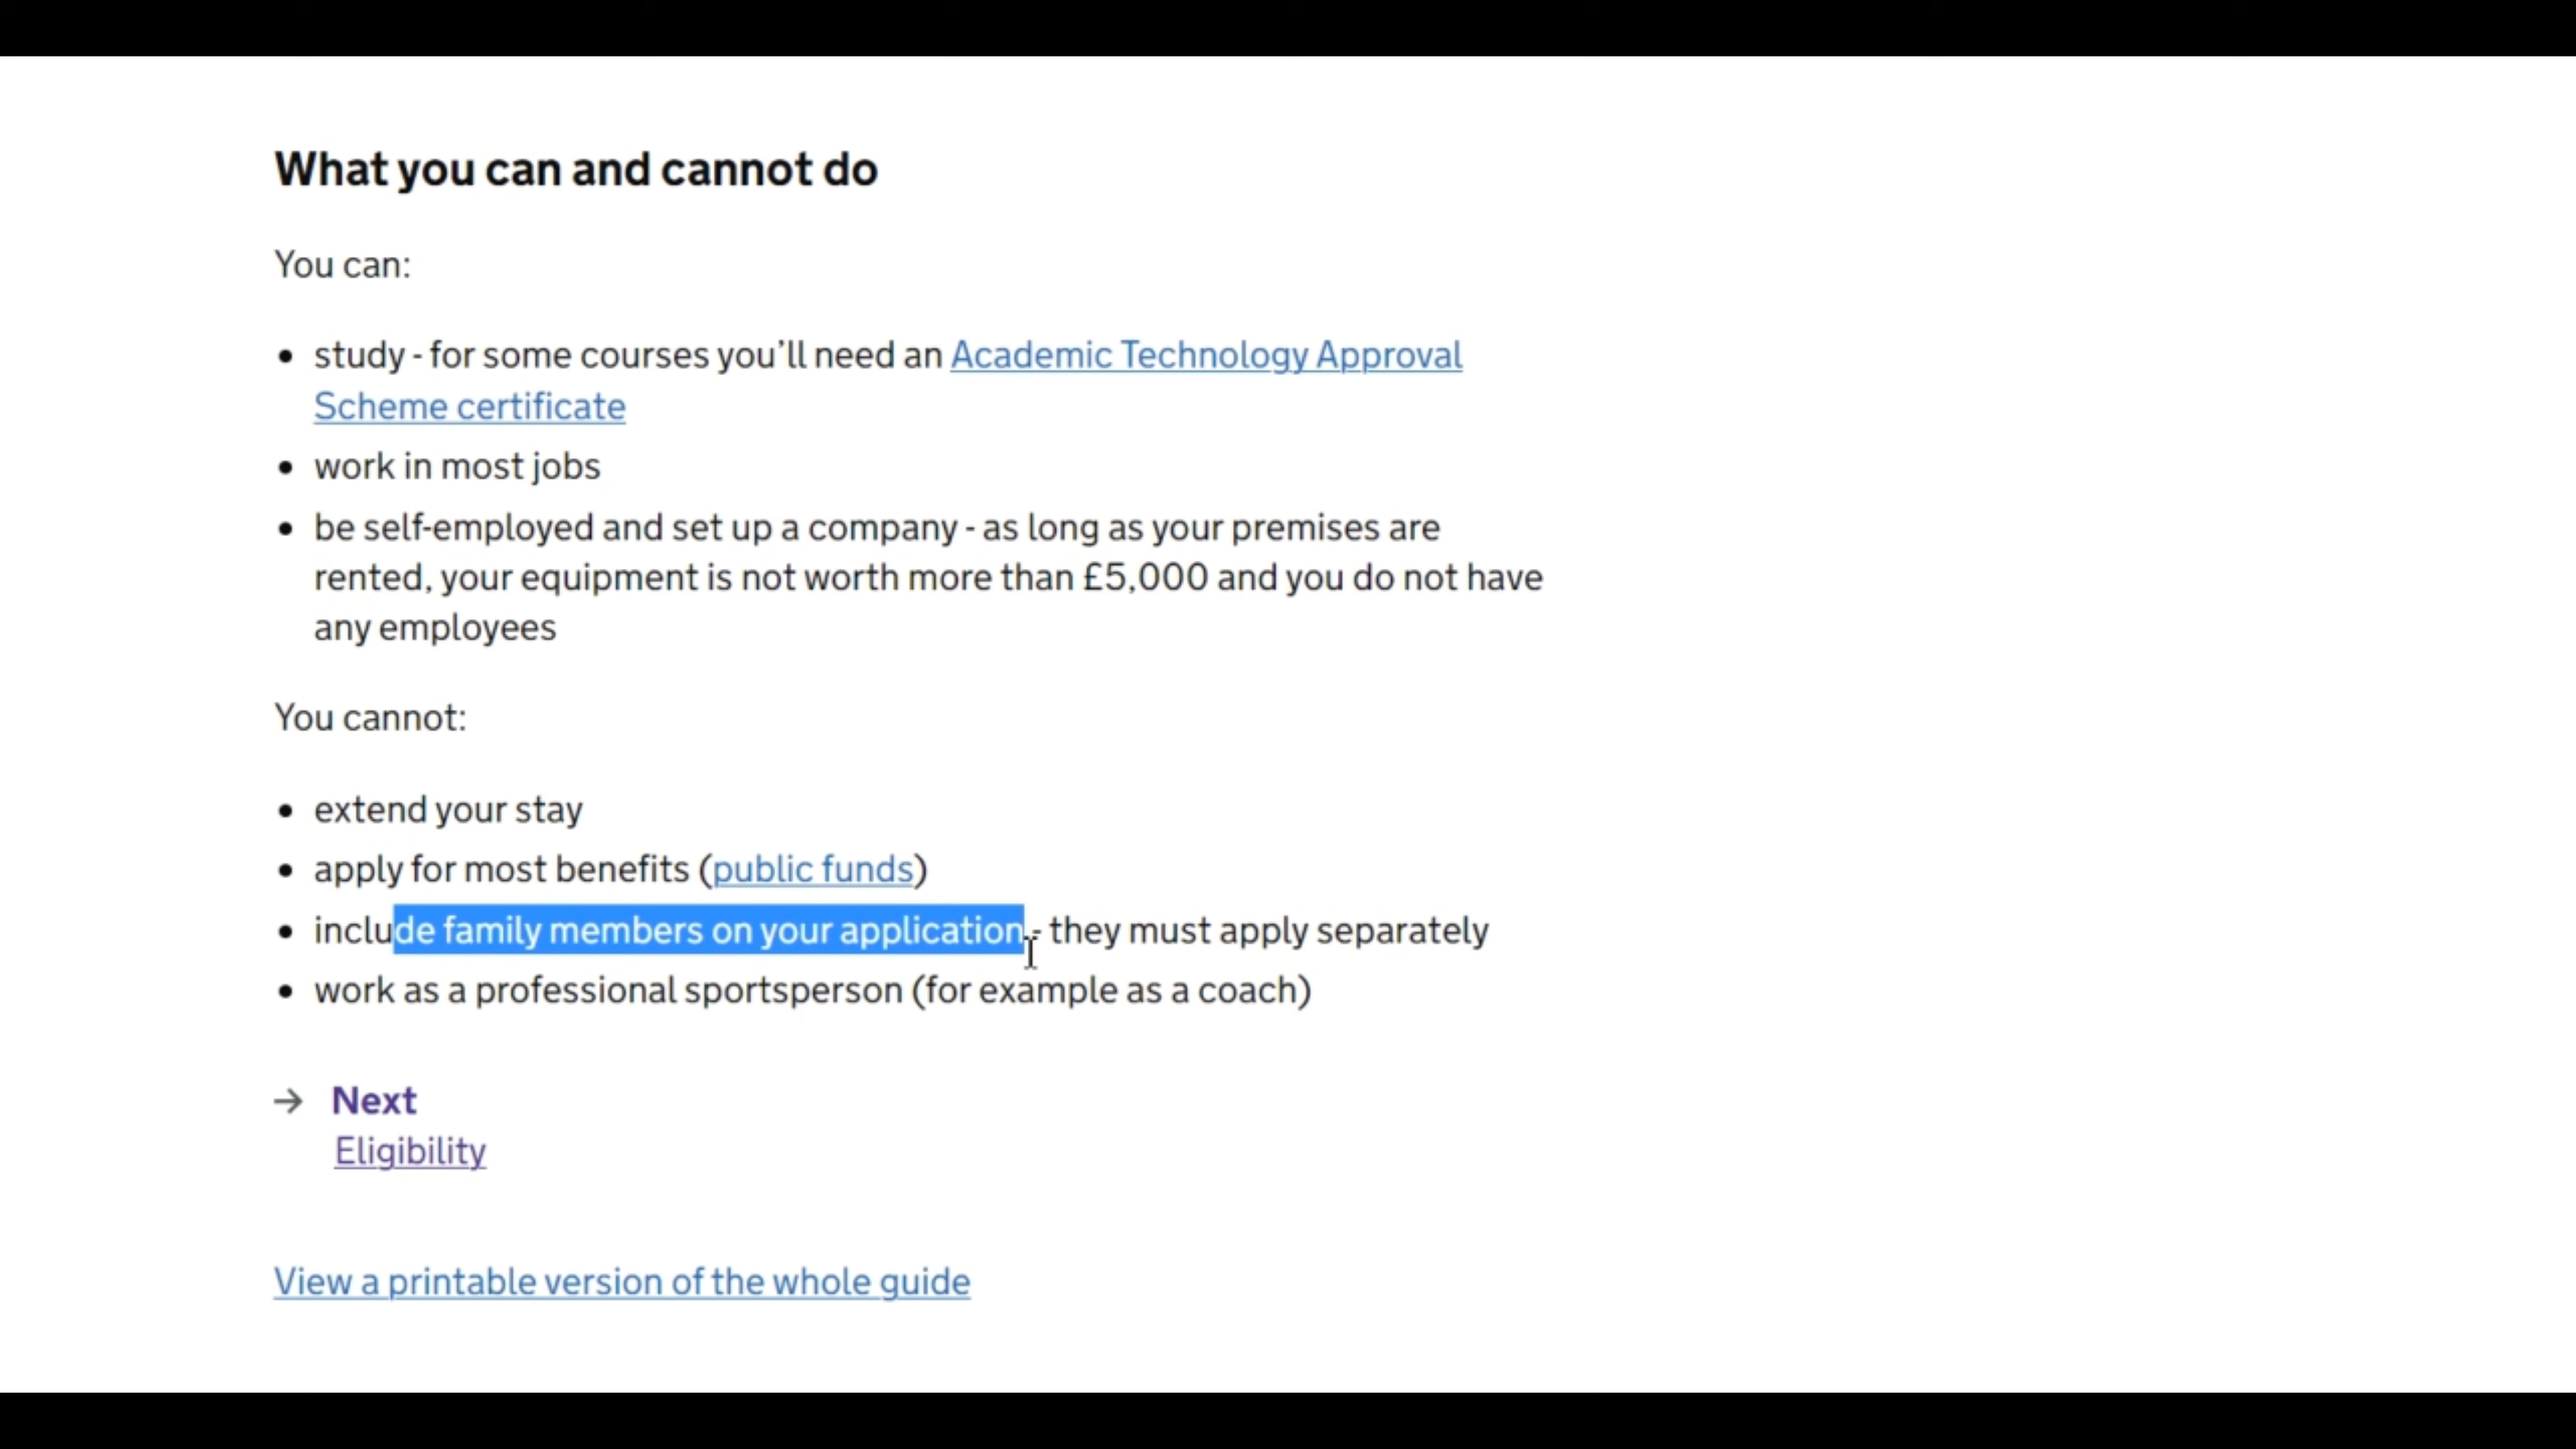 What you can and cannot do
You can:
• study - for some courses you'll need an Academic Technology Approval
Scheme certificate
• work in most jobs
• be self-employed and set up a company - as long as your premises are
rented, your equipment is not worth more than £5,000 and you do not have
any employees
You cannot:
• extend your stay
• apply for most benefits (public funds)
• include family members on your application - they must apply separately
• work as a professional sportsperson (for example as a coach)
→ Next
Eligibility
View a printable version of the whole guide